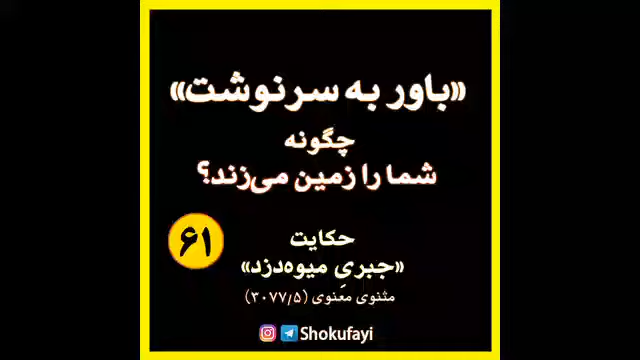 «باور به سرنوشت»
چگونه
شما را زمین می‌زند؟
۶۱
حکایت
«جبریِ میوه‌دزد»
مثنوی معنوی (۳۰۷۷/۵)
Shokufayi